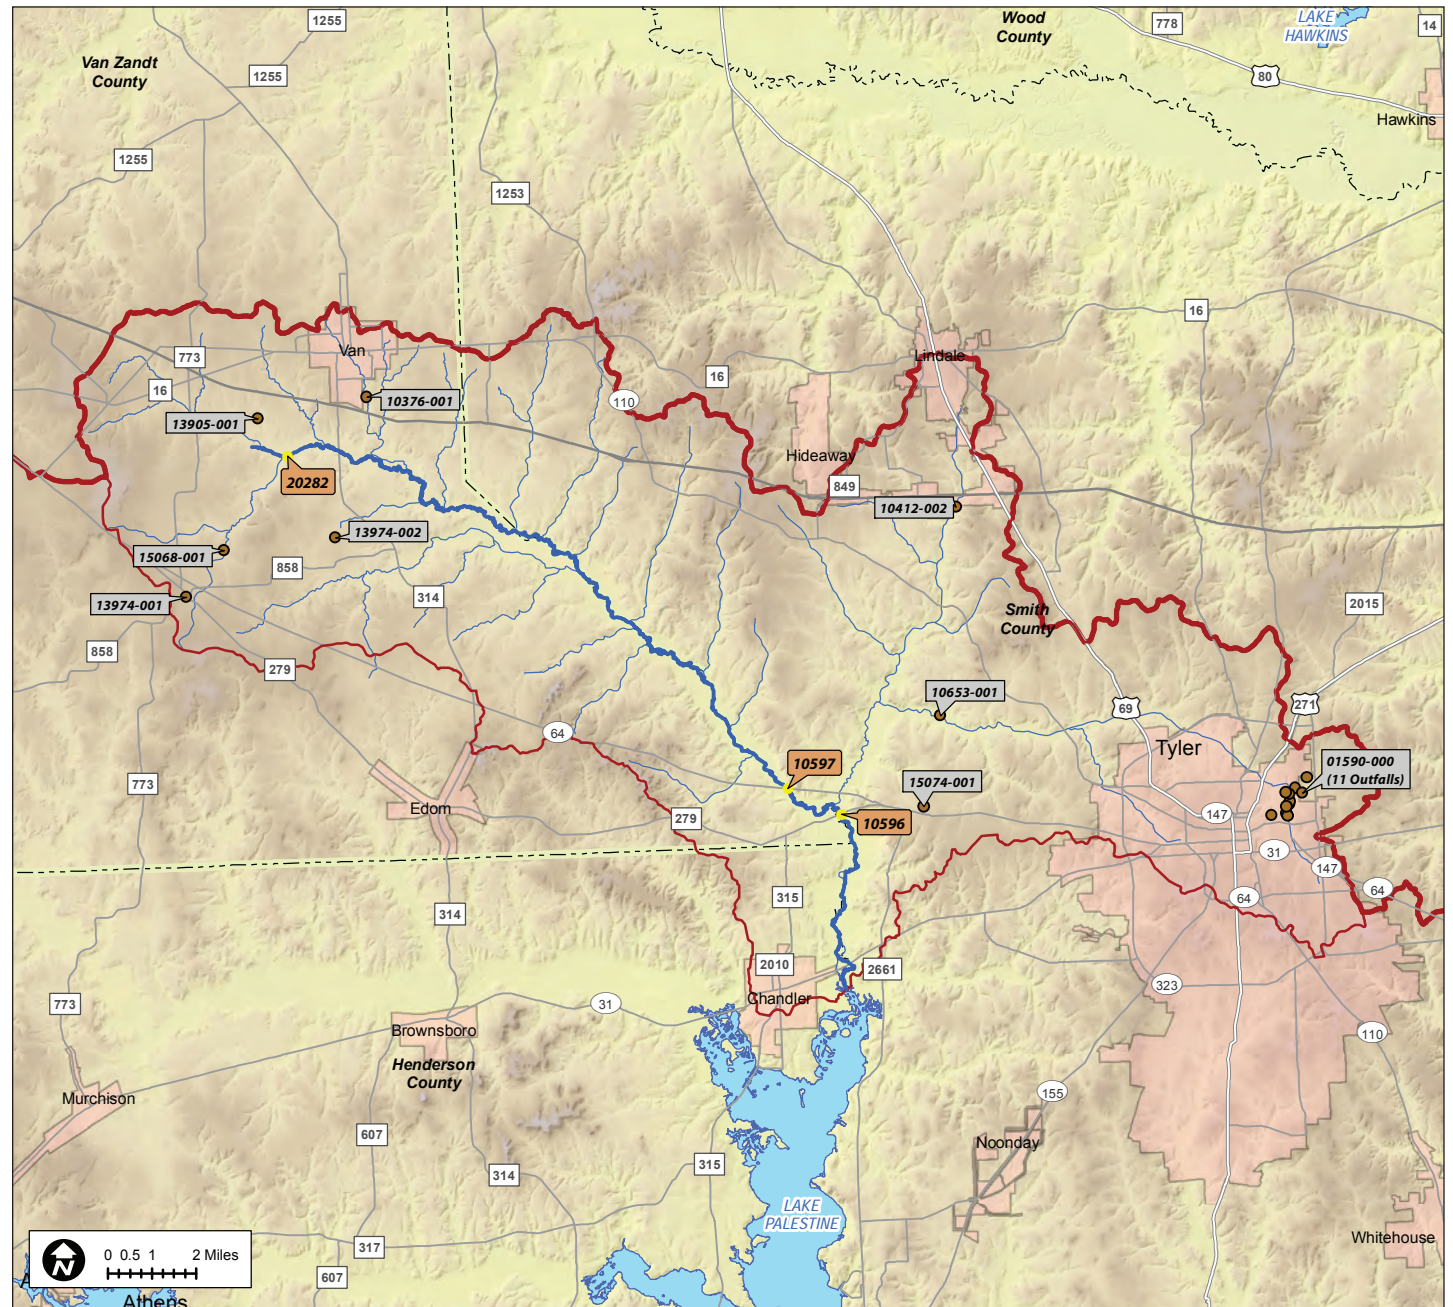 1255
Wood
County
778
LAKE
HAWKINS
14
Van Zandt
County
1255
80
Hawkins
1255
1253
16
773
Van
Lindale
16
16
110
10376-001
13905-001
Hideaway
20282
849
10412-002
13974-002
15068-001
858
314
13974-001
Smith
County
2015
858
279
10653-001
69
271
64
Tyler
10597
01590-000
(11 Outfalls)
773
15074-001
Edom
279
10596
147
31
147
64
64
315
314
2010
2661
323
773
31
Chandler
Brownsboro
110
Henderson
County
Murchison
155
607
Noonday
315
314
LAKE
PALESTINE
317
Whitehouse
0 0.5 1 2 Miles
N
607
Athens